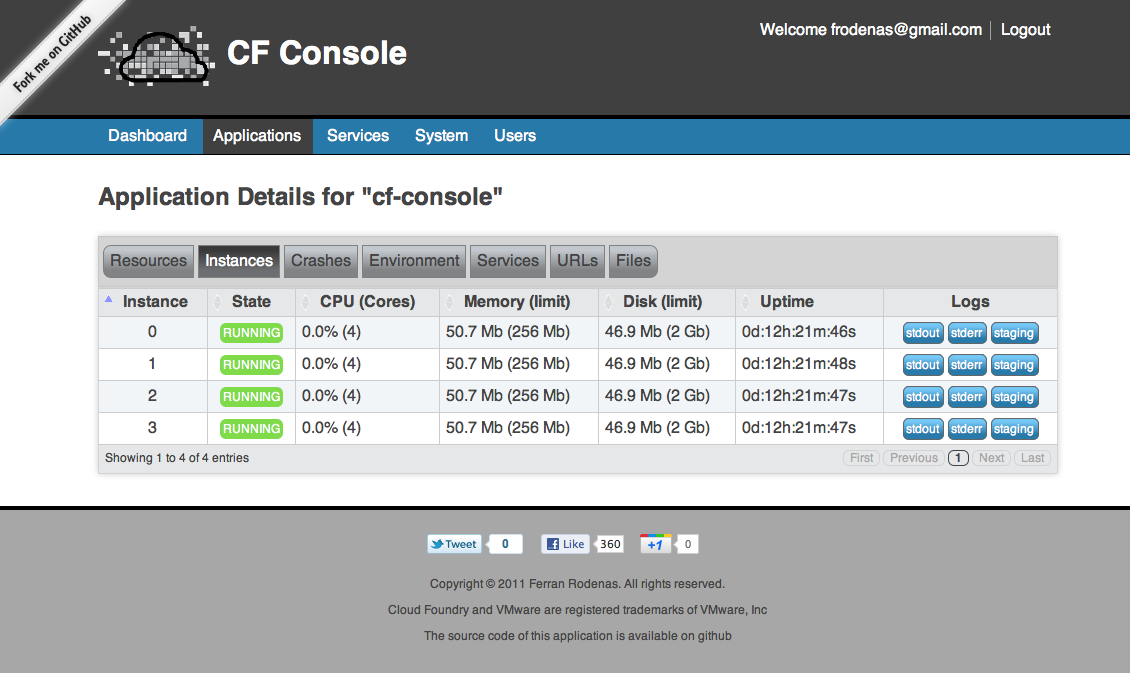 Fork me on GitHub
CF Console
Welcome frodenas@gmail.com Logout
Dashboard Applications Services System Users
Application Details for "cf-console"
Resources Instances Crashes Environment Services URLs Files
Instance State CPU (Cores) Memory (limit) Disk (limit) Uptime Logs
0 RUNNING 0.0% (4) 50.7 Mb (256 Mb) 46.9 Mb (2 Gb) 0d:12h:21m:46s stdout stderr staging
1 RUNNING 0.0% (4) 50.7 Mb (256 Mb) 46.9 Mb (2 Gb) 0d:12h:21m:48s stdout stderr staging
2 RUNNING 0.0% (4) 50.7 Mb (256 Mb) 46.9 Mb (2 Gb) 0d:12h:21m:47s stdout stderr staging
3 RUNNING 0.0% (4) 50.7 Mb (256 Mb) 46.9 Mb (2 Gb) 0d:12h:21m:47s stdout stderr staging
Showing 1 to 4 of 4 entries First Previous 1 Next Last
Tweet 0 Like 360 +1 0
Copyright © 2011 Ferran Rodenas. All rights reserved.
Cloud Foundry and VMware are registered trademarks of VMware, Inc
The source code of this application is available on github